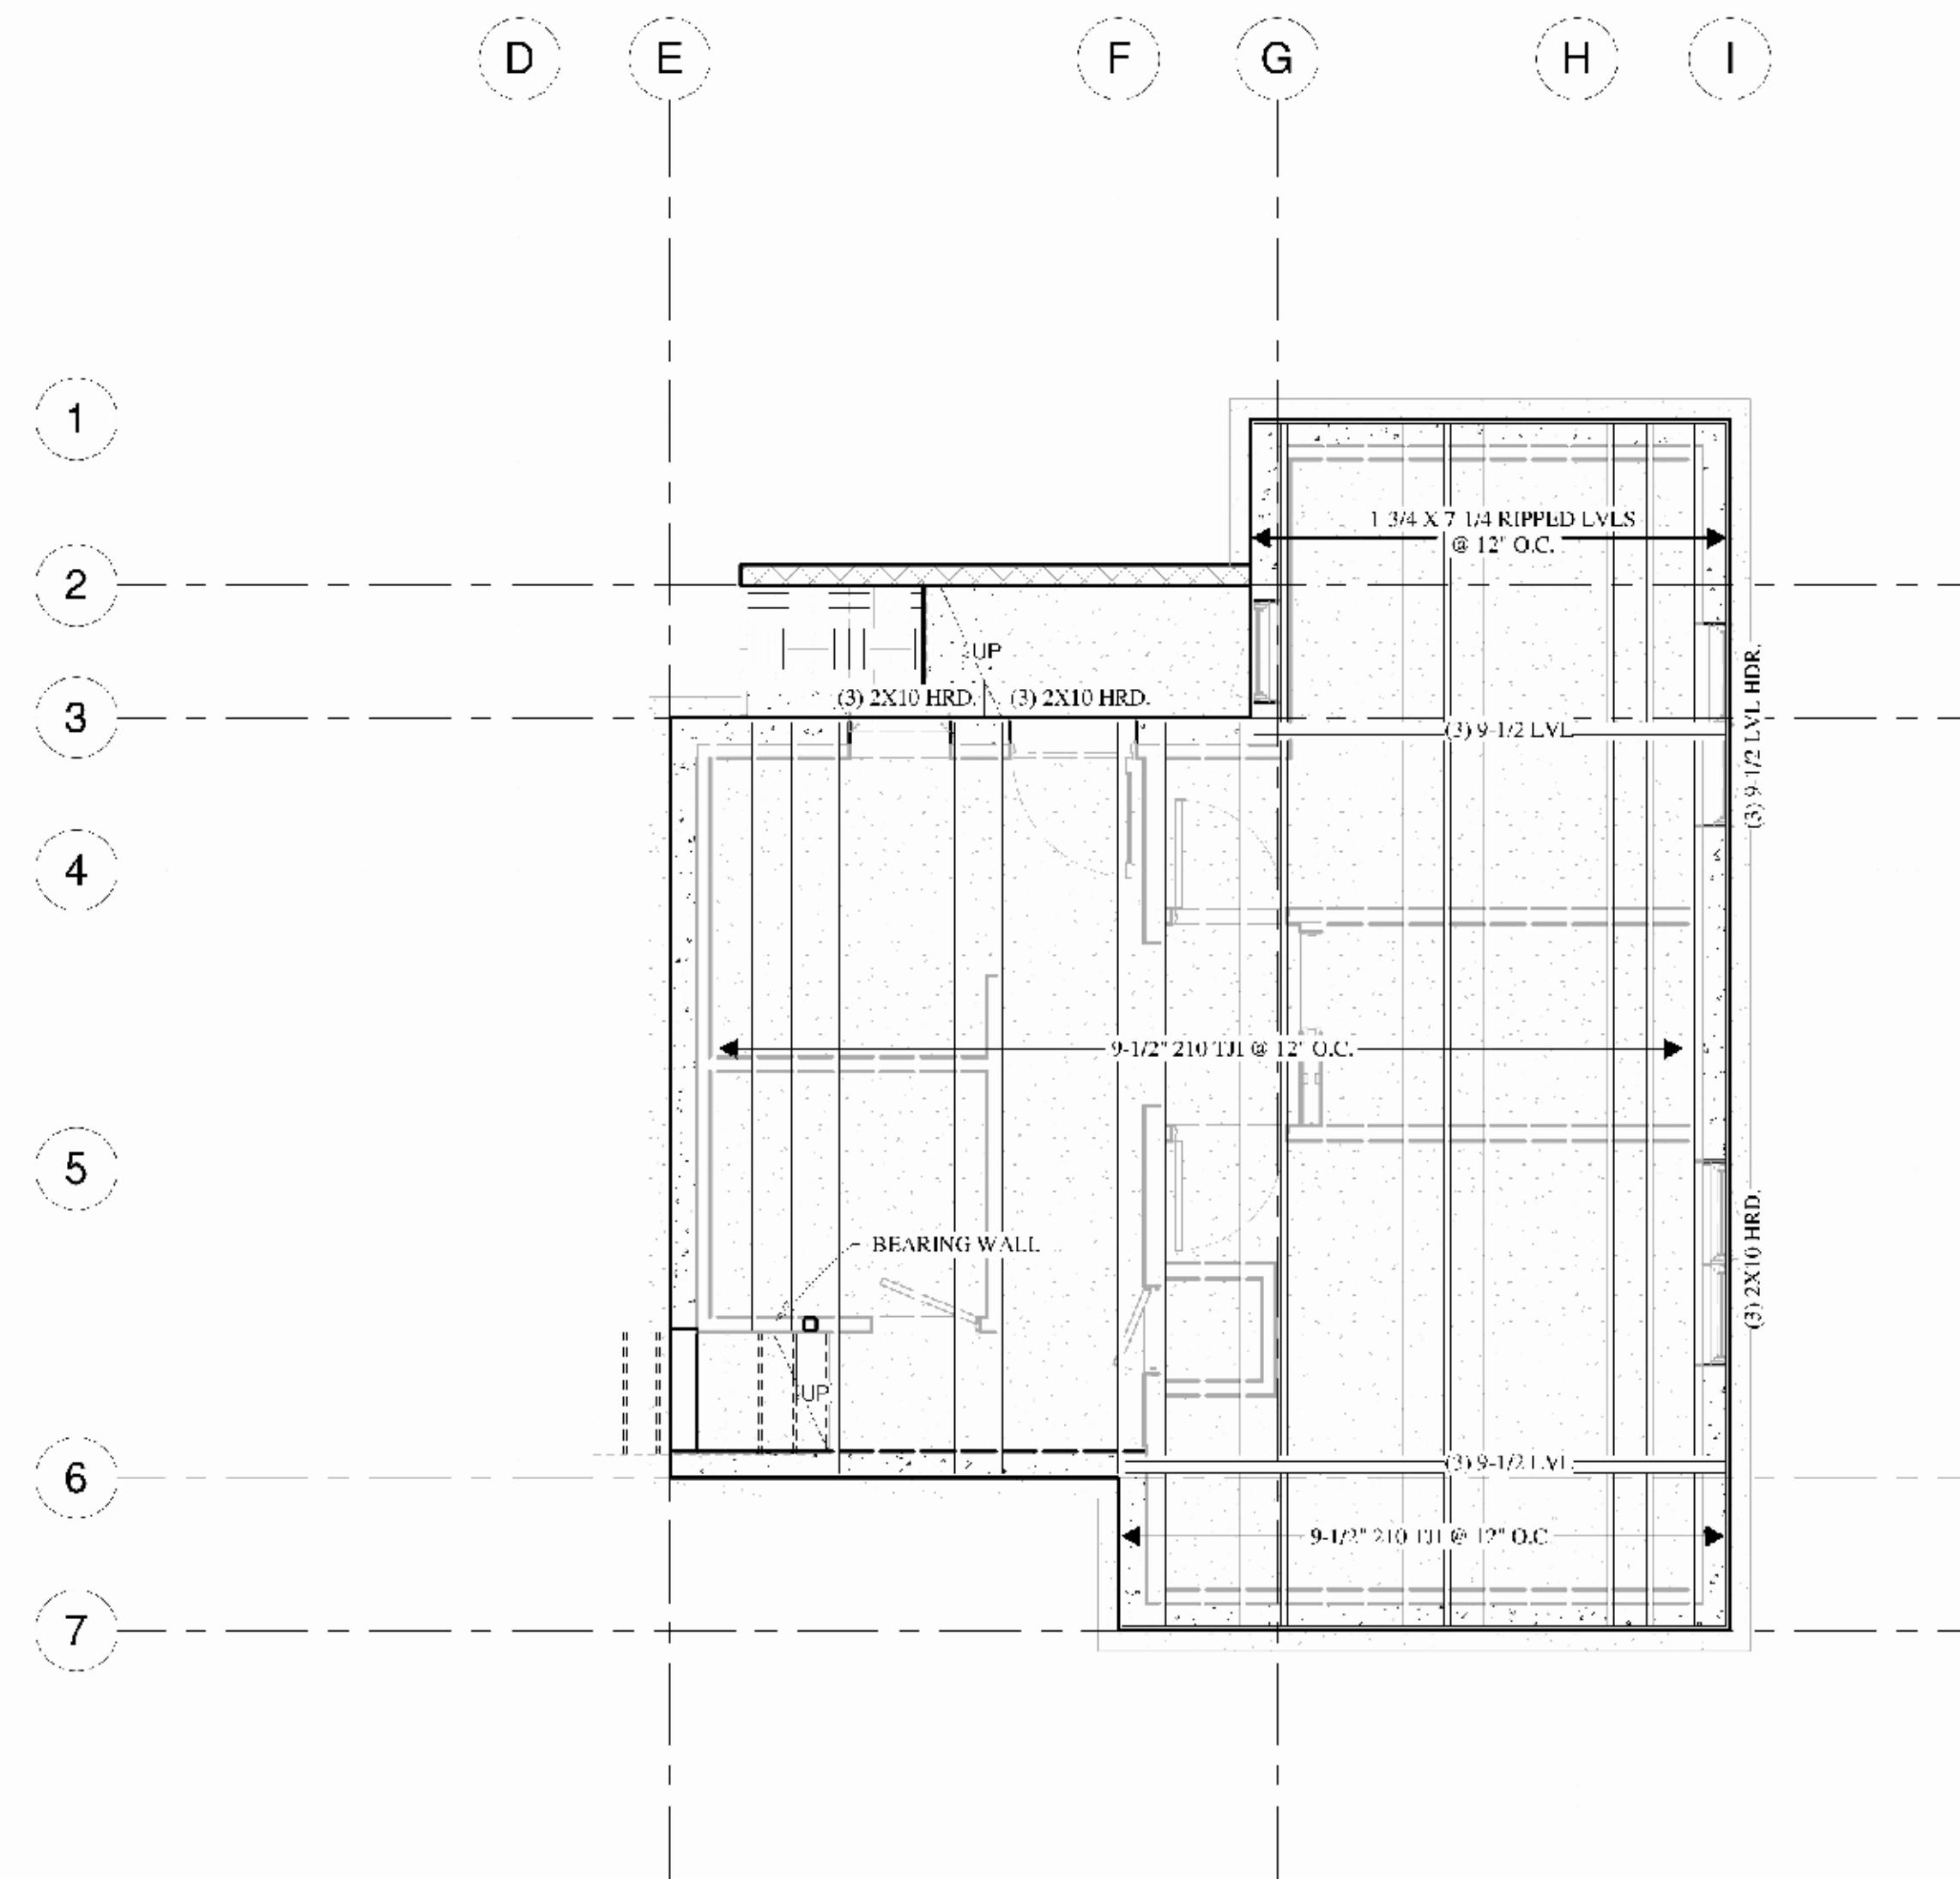 D
E
F
G
H
I
1
1 3/4 X 7 1/4 RIPPED LVLS
@ 12" O.C.
2
UP
(3) 2X10 HRD.
(3) 2X10 HRD.
3
(3) 9-1/2 LVL
(3) 9-1/2 LVL HDR.
4
9-1/2" 210 TJI @ 12" O.C.
5
BEARING WALL
(3) 2X10 HRD.
UP
6
(3) 9-1/2 LVL
9-1/2" 210 TJI @ 12" O.C
7